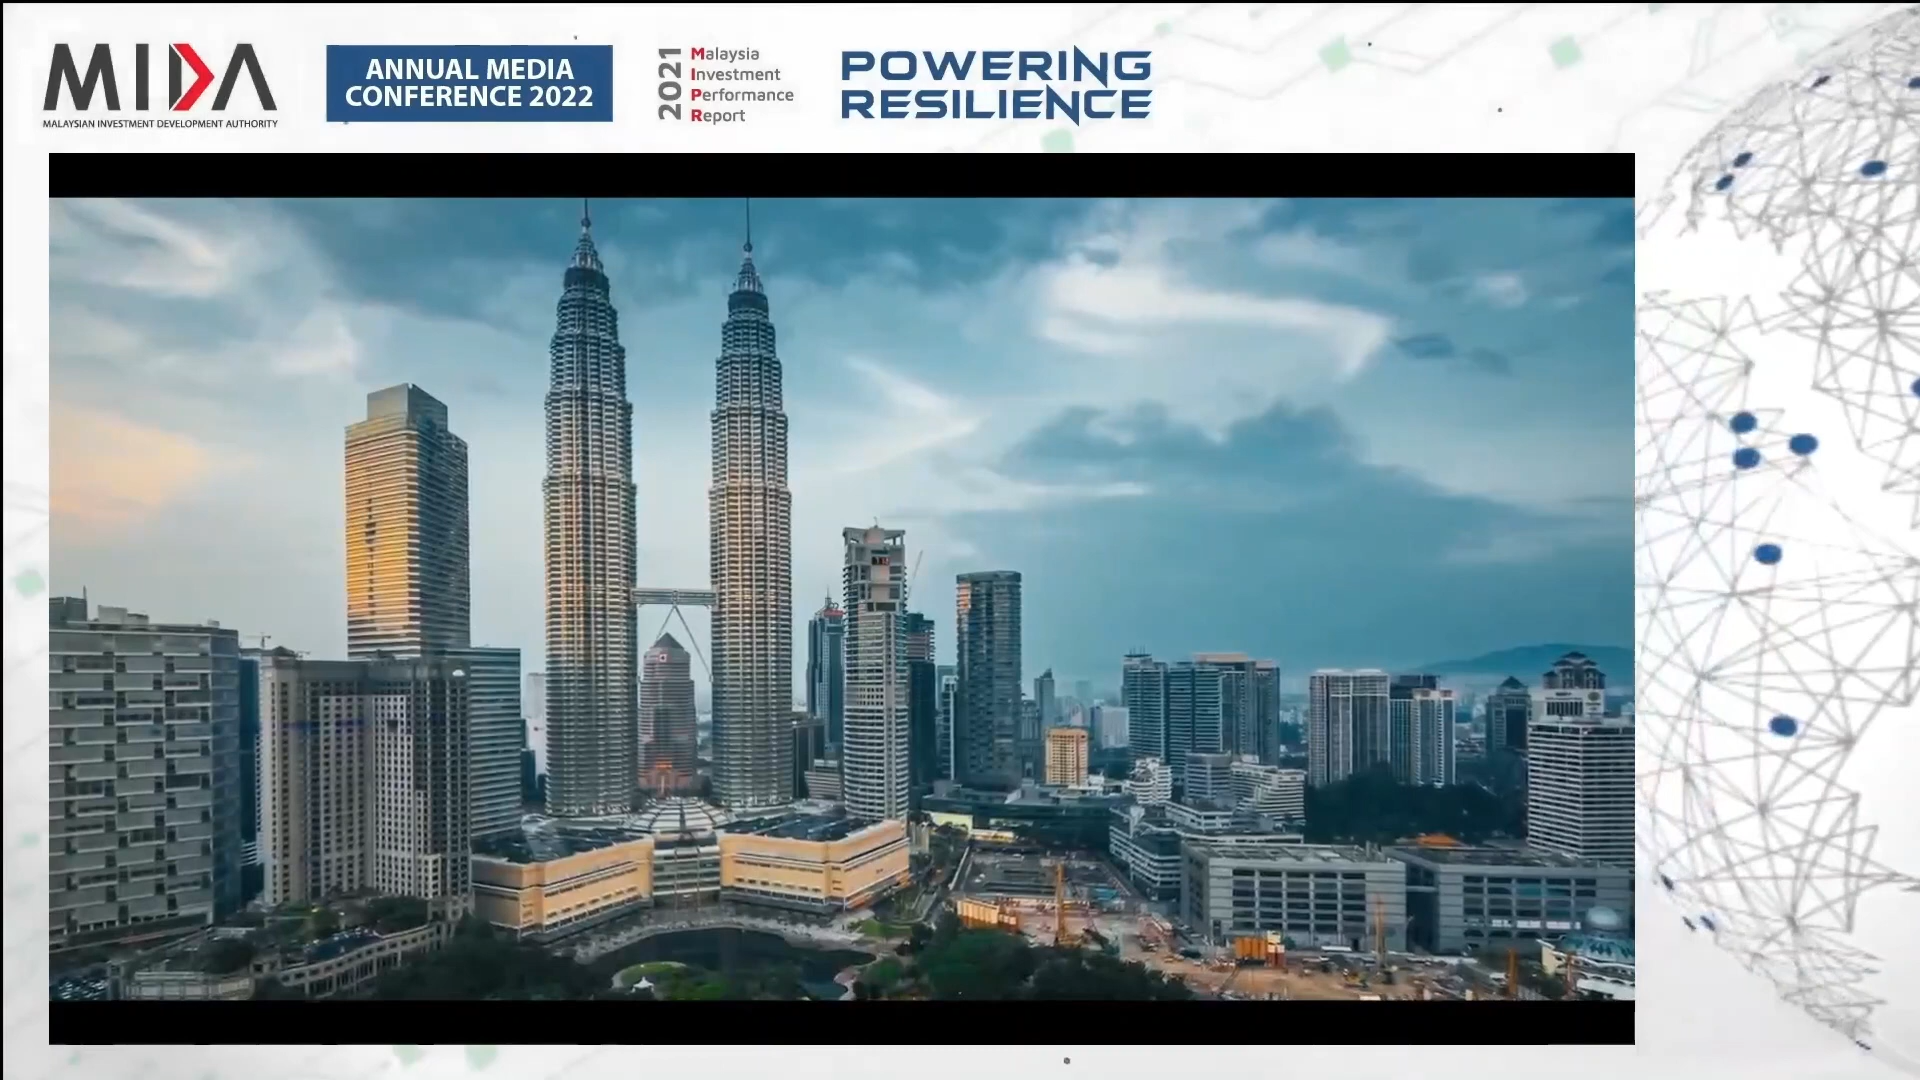 MIDA
MALAYSIAN INVESTMENT DEVELOPMENT AUTHORITY
ANNUAL MEDIA
CONFERENCE 2022
2021
Malaysia
Investment
Performance
Report
POWERING
RESILIENCE